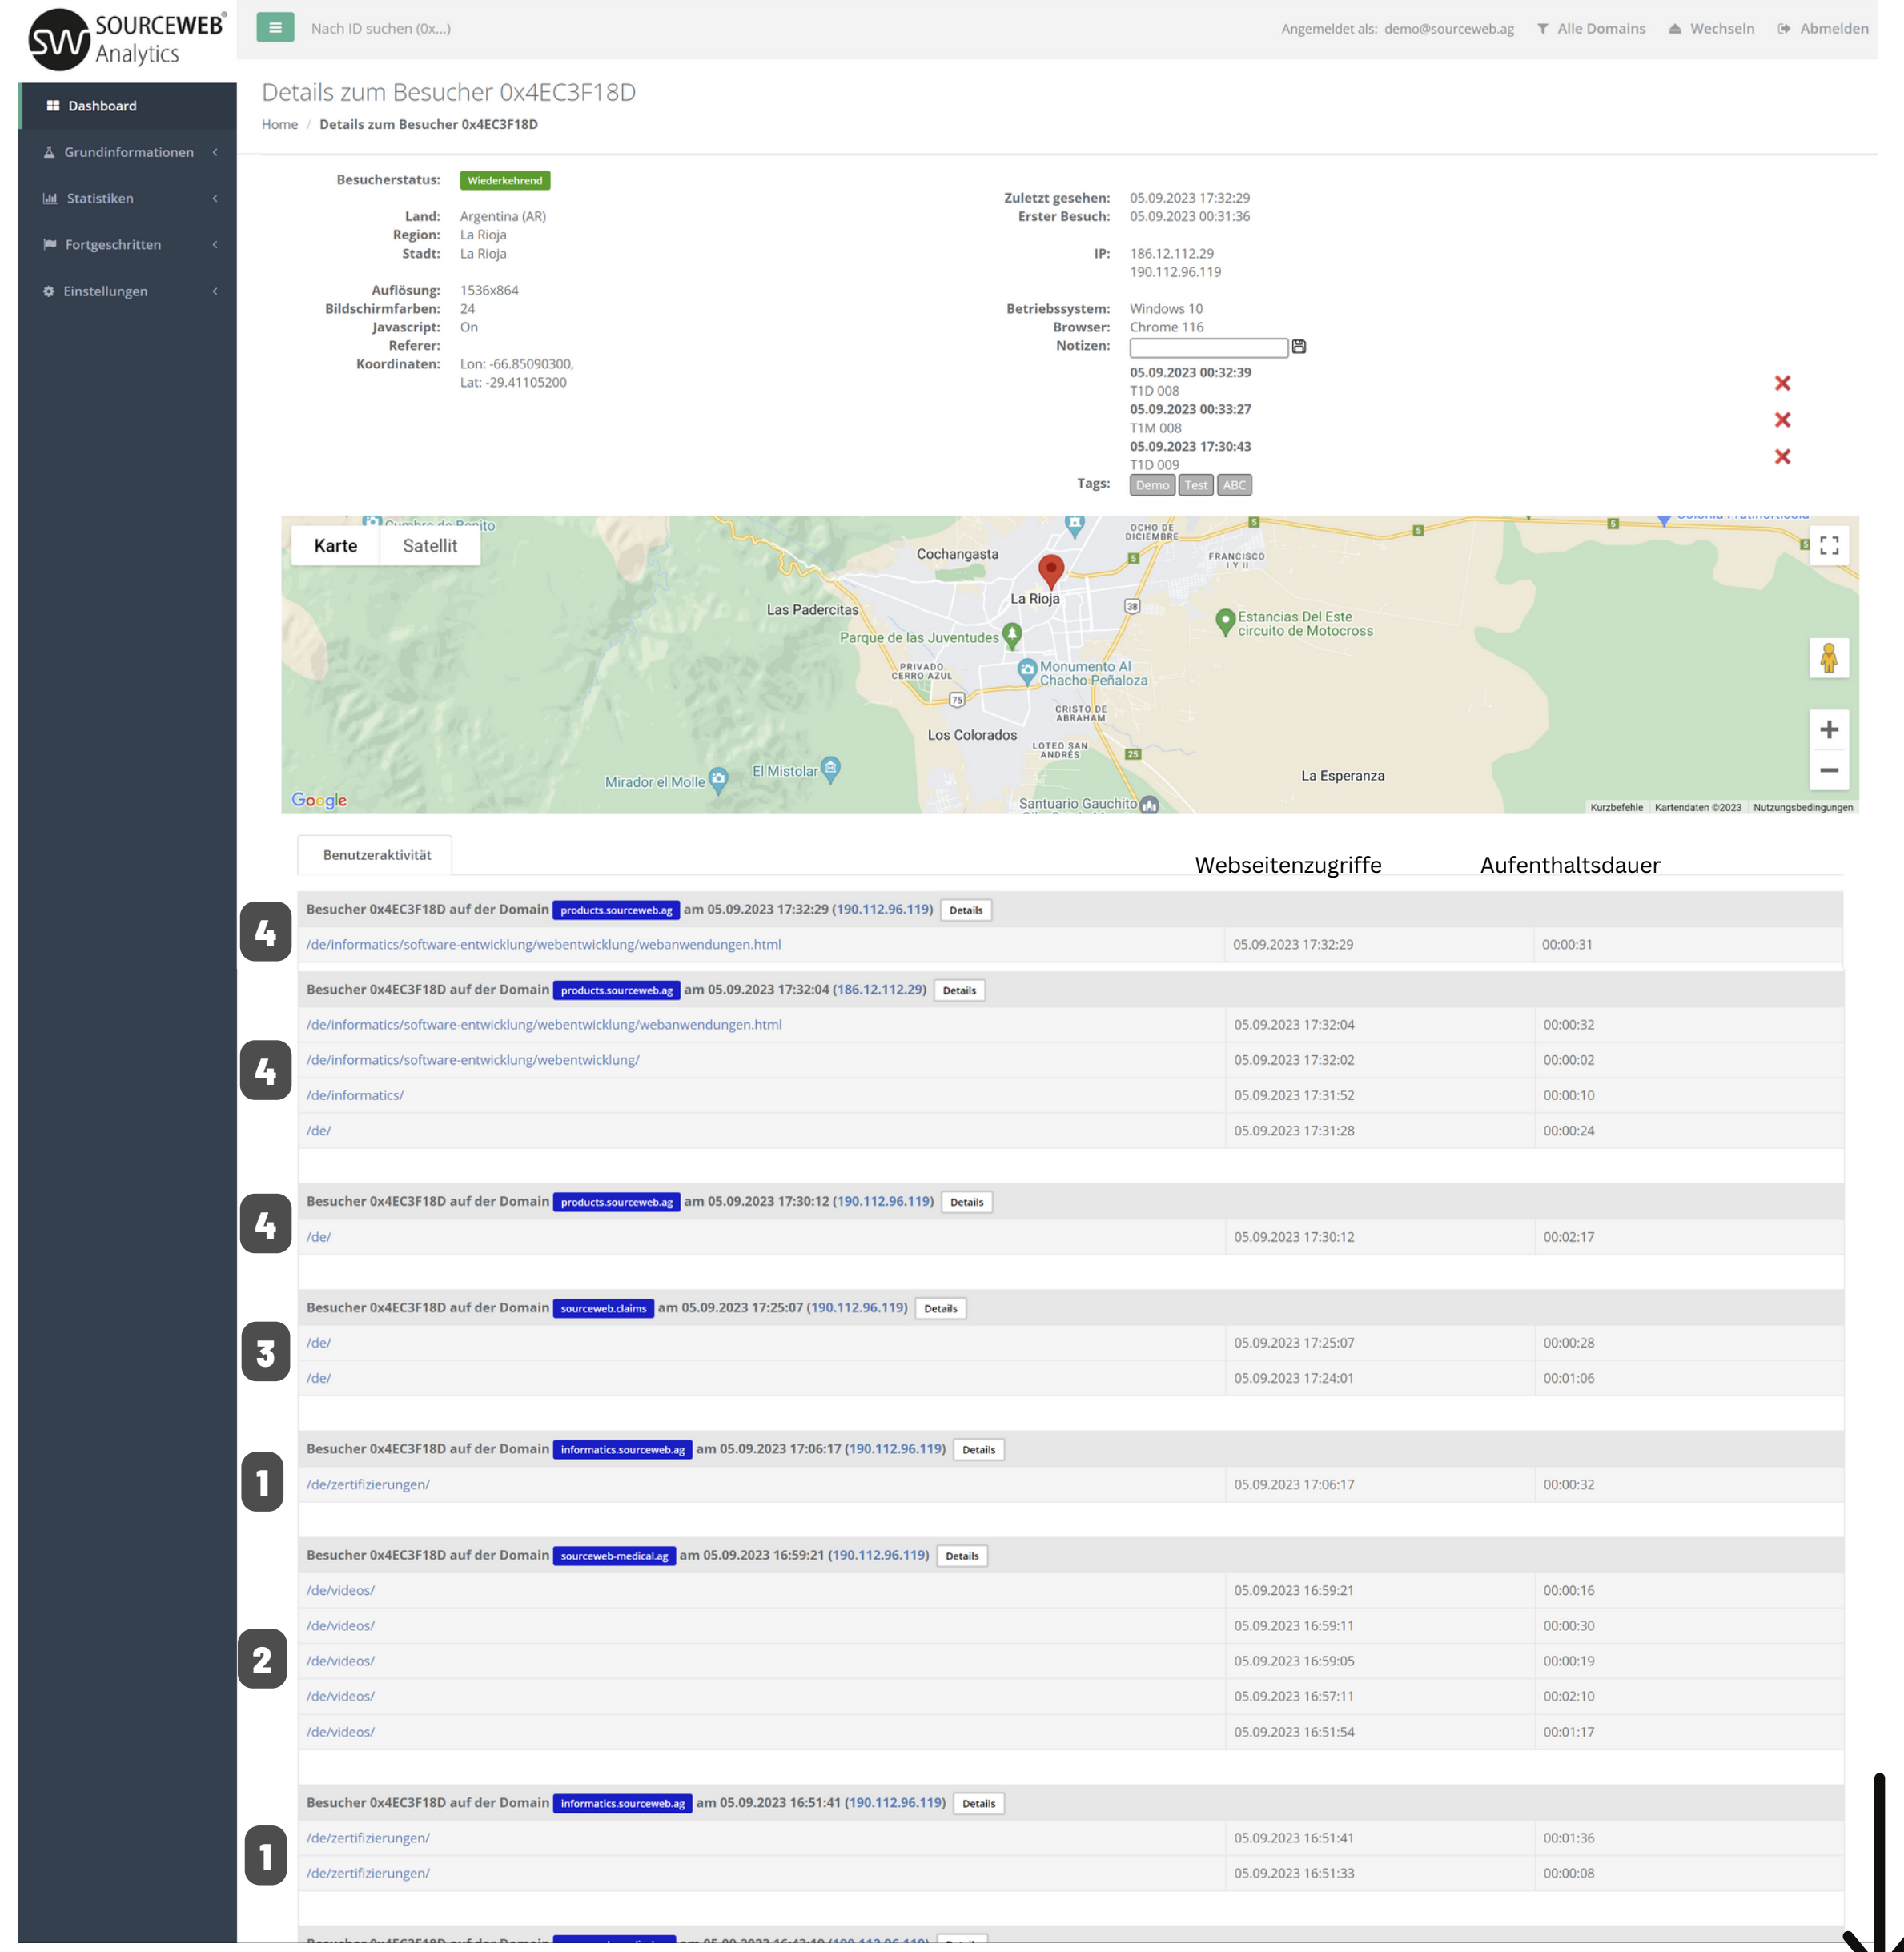 SOURCEWEB®
Analytics
Nach ID suchen (0x...)
Angemeldet als: demo@sourceweb.ag Alle Domains Wechseln Abmelden
Dashboard
Grundinformationen
Statistiken
Fortgeschritten
Einstellungen
Details zum Besucher 0x4EC3F18D
Home / Details zum Besucher 0x4EC3F18D
Besucherstatus: Wiederkehrend
Land: Argentina (AR)
Region: La Rioja
Stadt: La Rioja
Auflösung: 1536x864
Bildschirmfarben: 24
Javascript: On
Referer:
Koordinaten: Lon: -66.85090300,
Lat: -29.41105200
Zuletzt gesehen: 05.09.2023 17:32:29
Erster Besuch: 05.09.2023 00:31:36
IP: 186.12.112.29
190.112.96.119
Betriebssystem: Windows 10
Browser: Chrome 116
Notizen:
05.09.2023 00:32:39
T1D 008
05.09.2023 00:33:27
T1M 008
05.09.2023 17:30:43
T1D 009
Tags: Demo Test ABC
Karte Satellit
Cochangasta
OCHO DE
DICIEMBRE
5
5
5
5
5
FRANCISCO
I Y II
La Rioja
38
Las Padercitas
Estancias Del Este
circuito de Motocross
Parque de las Juventudes
PRIVADO
CERRO AZUL
Monumento Al
Chacho Peñaloza
75
CRISTO DE
ABRAHAM
Los Colorados
LOTEO SAN
ANDRÉS
25
El Mistolar
Mirador el Molle
La Esperanza
Santuario Gauchito
Google
Kurzbefehle Kartendaten ©2023 Nutzungsbedingungen
Benutzeraktivität
Webseitenzugriffe Aufenthaltsdauer
4
Besucher 0x4EC3F18D auf der Domain products.sourceweb.ag am 05.09.2023 17:32:29 (190.112.96.119) Details
/de/informatics/software-entwicklung/webentwicklung/webanwendungen.html 05.09.2023 17:32:29 00:00:31
4
Besucher 0x4EC3F18D auf der Domain products.sourceweb.ag am 05.09.2023 17:32:04 (186.12.112.29) Details
/de/informatics/software-entwicklung/webentwicklung/webanwendungen.html 05.09.2023 17:32:04 00:00:32
/de/informatics/software-entwicklung/webentwicklung/ 05.09.2023 17:32:02 00:00:02
/de/informatics/ 05.09.2023 17:31:52 00:00:10
/de/ 05.09.2023 17:31:28 00:00:24
4
Besucher 0x4EC3F18D auf der Domain products.sourceweb.ag am 05.09.2023 17:30:12 (190.112.96.119) Details
/de/ 05.09.2023 17:30:12 00:02:17
3
Besucher 0x4EC3F18D auf der Domain sourceweb.claims am 05.09.2023 17:25:07 (190.112.96.119) Details
/de/ 05.09.2023 17:25:07 00:00:28
/de/ 05.09.2023 17:24:01 00:01:06
1
Besucher 0x4EC3F18D auf der Domain informatics.sourceweb.ag am 05.09.2023 17:06:17 (190.112.96.119) Details
/de/zertifizierungen/ 05.09.2023 17:06:17 00:00:32
2
Besucher 0x4EC3F18D auf der Domain sourceweb-medical.ag am 05.09.2023 16:59:21 (190.112.96.119) Details
/de/videos/ 05.09.2023 16:59:21 00:00:16
/de/videos/ 05.09.2023 16:59:11 00:00:30
/de/videos/ 05.09.2023 16:59:05 00:00:19
/de/videos/ 05.09.2023 16:57:11 00:02:10
/de/videos/ 05.09.2023 16:51:54 00:01:17
1
Besucher 0x4EC3F18D auf der Domain informatics.sourceweb.ag am 05.09.2023 16:51:41 (190.112.96.119) Details
/de/zertifizierungen/ 05.09.2023 16:51:41 00:01:36
/de/zertifizierungen/ 05.09.2023 16:51:33 00:00:08